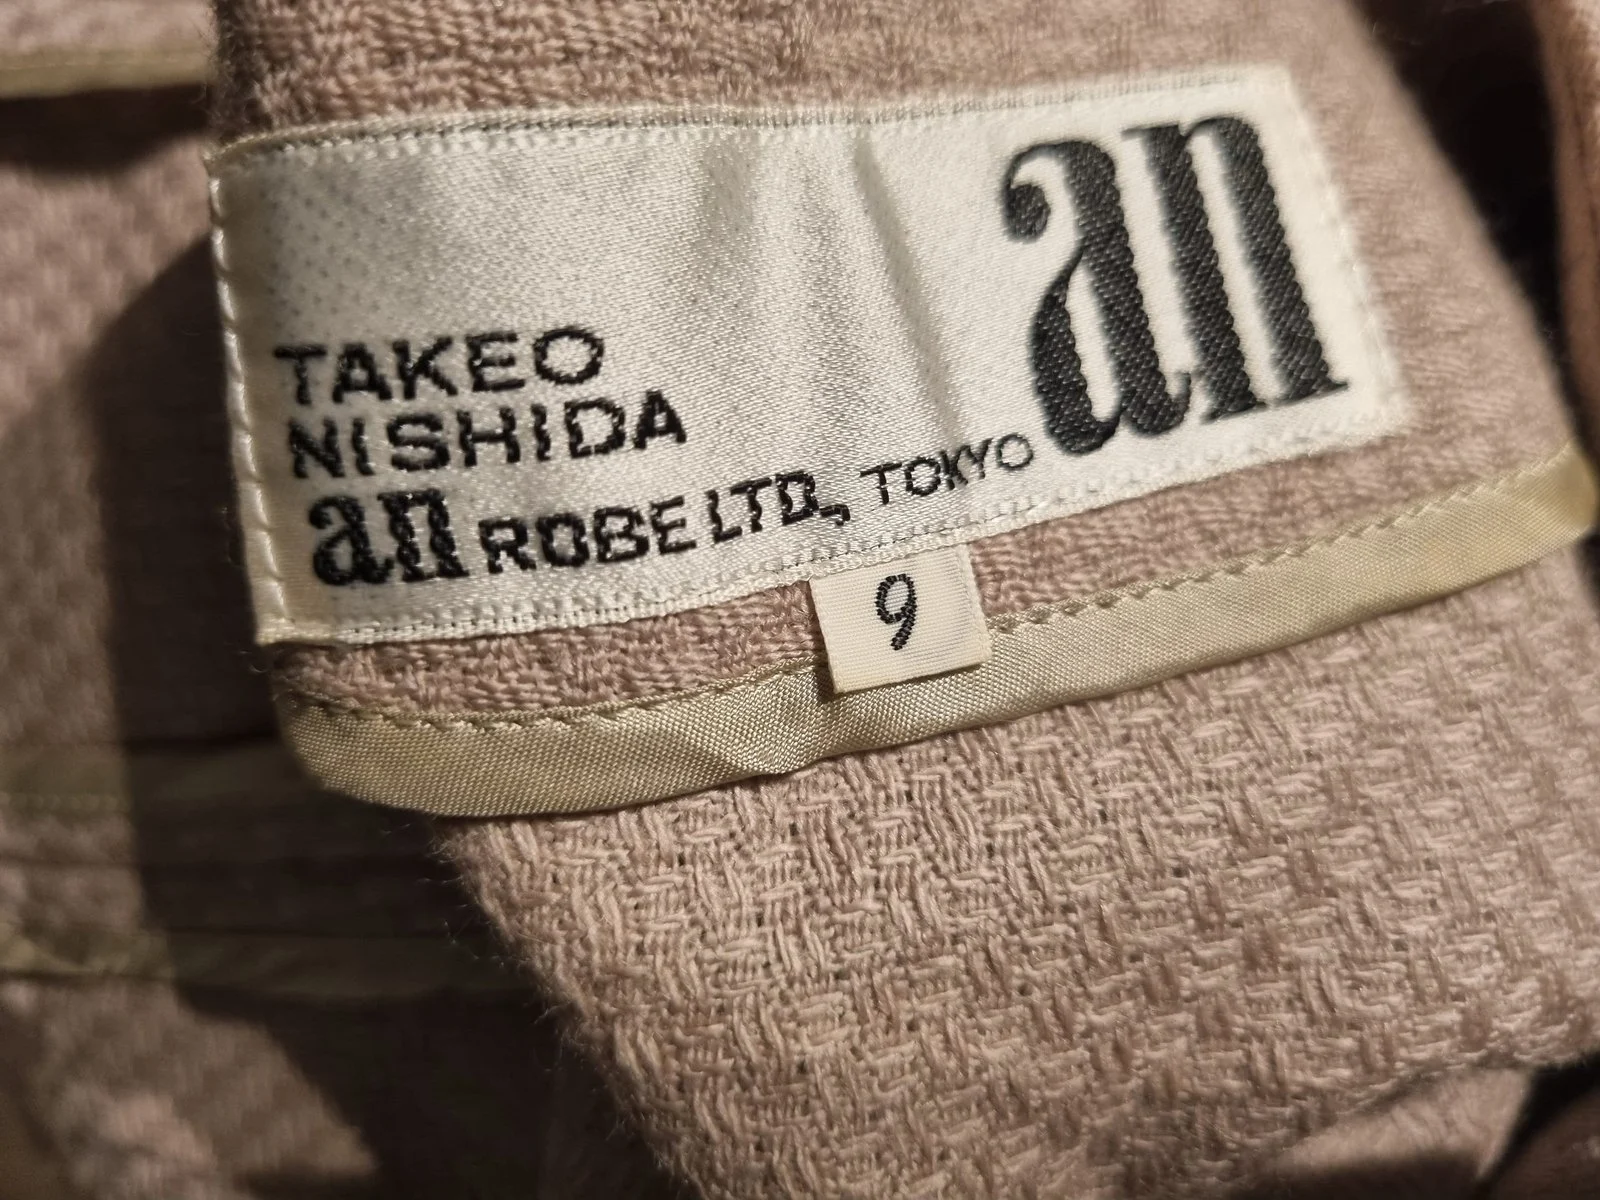 an
TAKEO
NISHIDA
an ROBE LTD., TOKYO
9